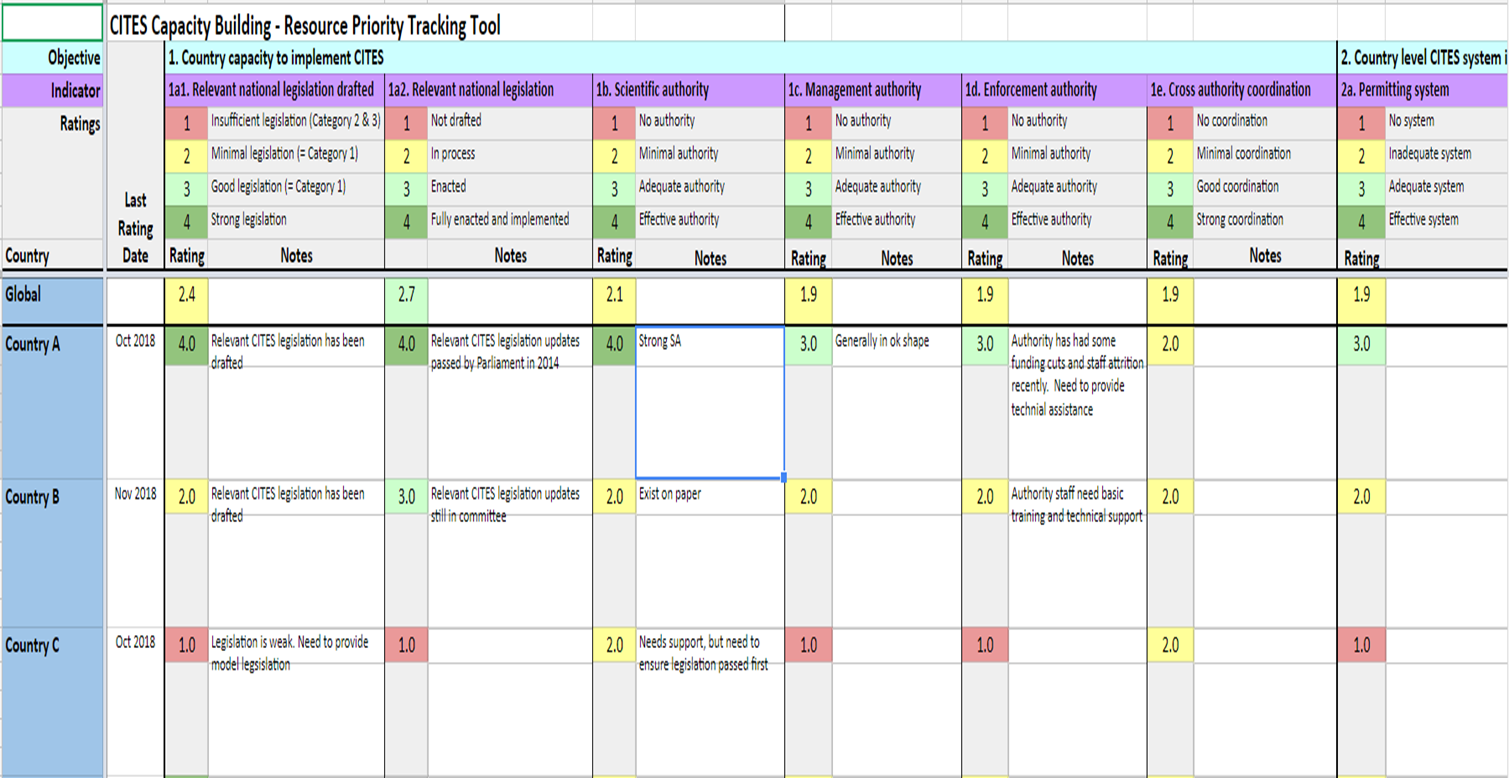 CITES Capacity Building - Resource Priority Tracking Tool
Objective 1. Country capacity to implement CITES 2. Country level CITES system i
Indicator 1a1. Relevant national legislation drafted 1a2. Relevant national legislation 1b. Scientific authority 1c. Management authority 1d. Enforcement authority 1e. Cross authority coordination 2a. Permitting system
Ratings 1 Insufficient legislation (Category 2 & 3) 1 Not drafted 1 No authority 1 No authority 1 No authority 1 No coordination 1 No system
2 Minimal legislation (= Category 1) 2 In process 2 Minimal authority 2 Minimal authority 2 Minimal authority 2 Minimal coordination 2 Inadequate system
3 Good legislation (= Category 1) 3 Enacted 3 Adequate authority 3 Adequate authority 3 Adequate authority 3 Good coordination 3 Adequate system
Last
4 Strong legislation 4 Fully enacted and implemented 4 Effective authority 4 Effective authority 4 Effective authority 4 Strong coordination 4 Effective system
Rating
Country Date Rating Notes Notes Rating Notes Rating Notes Rating Notes Rating Notes Rating
Global 2.4 2.7 2.1 1.9 1.9 1.9 1.9
Country A Oct 2018 4.0 Relevant CITES legislation has been 4.0 Relevant CITES legislation updates 4.0 Strong SA 3.0 Generally in ok shape 3.0 Authority has had some 2.0 3.0
drafted passed by Parliament in 2014 funding cuts and staff attrition
recently. Need to provide
technial assistance
Country B Nov 2018 2.0 Relevant CITES legislation has been 3.0 Relevant CITES legislation updates 2.0 Exist on paper 2.0 2.0 Authority staff need basic 2.0 2.0
drafted still in committee training and technical support
Country C Oct 2018 1.0 Legislation is weak. Need to provide 1.0 2.0 Needs support, but need to 1.0 1.0 2.0 1.0
model legsislation ensure legislation passed first